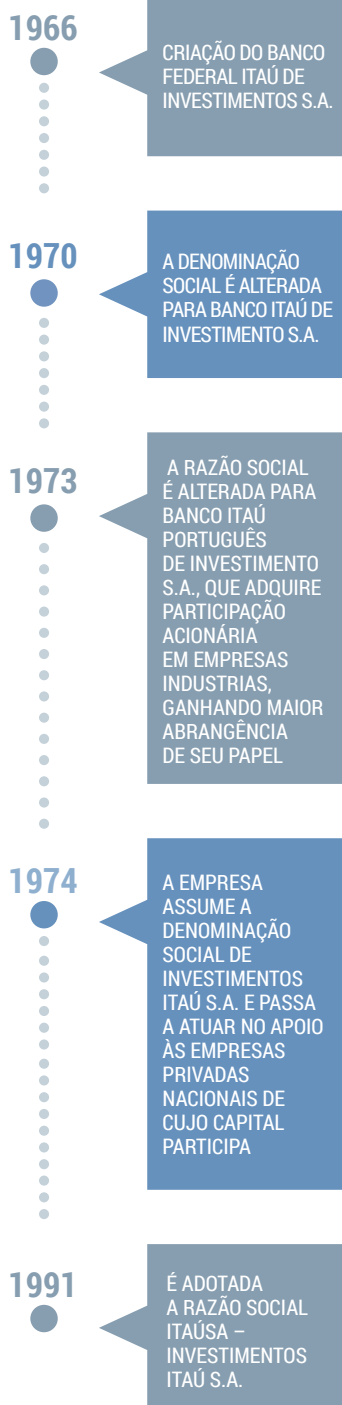 1966
CRIAÇÃO DO BANCO
FEDERAL ITAÚ DE
INVESTIMENTOS S.A.
1970
A DENOMINAÇÃO
SOCIAL É ALTERADA
PARA BANCO ITAÚ DE
INVESTIMENTO S.A.
1973
A RAZÃO SOCIAL
É ALTERADA PARA
BANCO ITAÚ
PORTUGUÊS
DE INVESTIMENTO
S.A., QUE ADQUIRE
PARTICIPAÇÃO
ACIONÁRIA
EM EMPRESAS
INDUSTRIAS,
GANHANDO MAIOR
ABRANGÊNCIA
DE SEU PAPEL
1974
A EMPRESA
ASSUME A
DENOMINAÇÃO
SOCIAL DE
INVESTIMENTOS
ITAÚ S.A. E PASSA
A ATUAR NO APOIO
ÀS EMPRESAS
PRIVADAS
NACIONAIS DE
CUJO CAPITAL
PARTICIPA
1991
É ADOTADA
A RAZÃO SOCIAL
ITAÚSA –
INVESTIMENTOS
ITAÚ S.A.